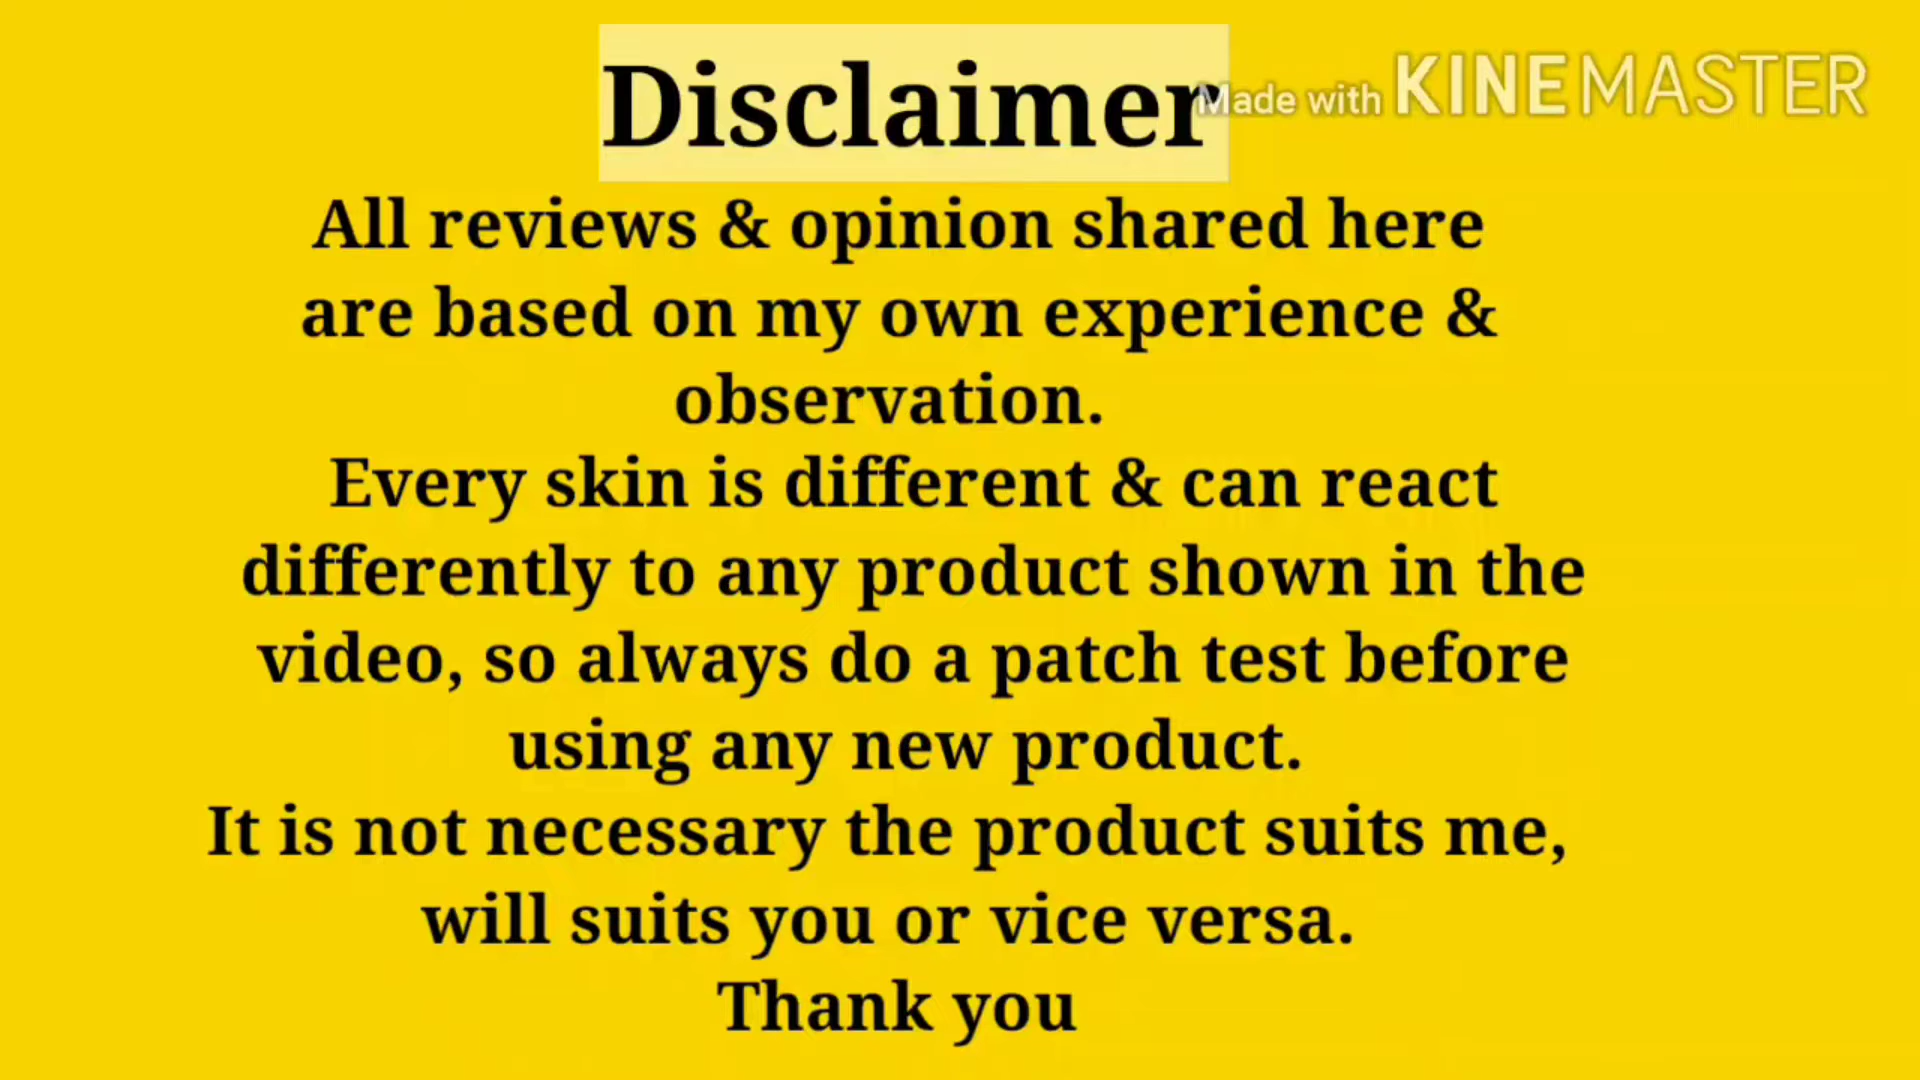 Disclaimer
Made with KINEMASTER
All reviews & opinion shared here
are based on my own experience &
observation.
Every skin is different & can react
differently to any product shown in the
video, so always do a patch test before
using any new product.
It is not necessary the product suits me,
will suits you or vice versa.
Thank you